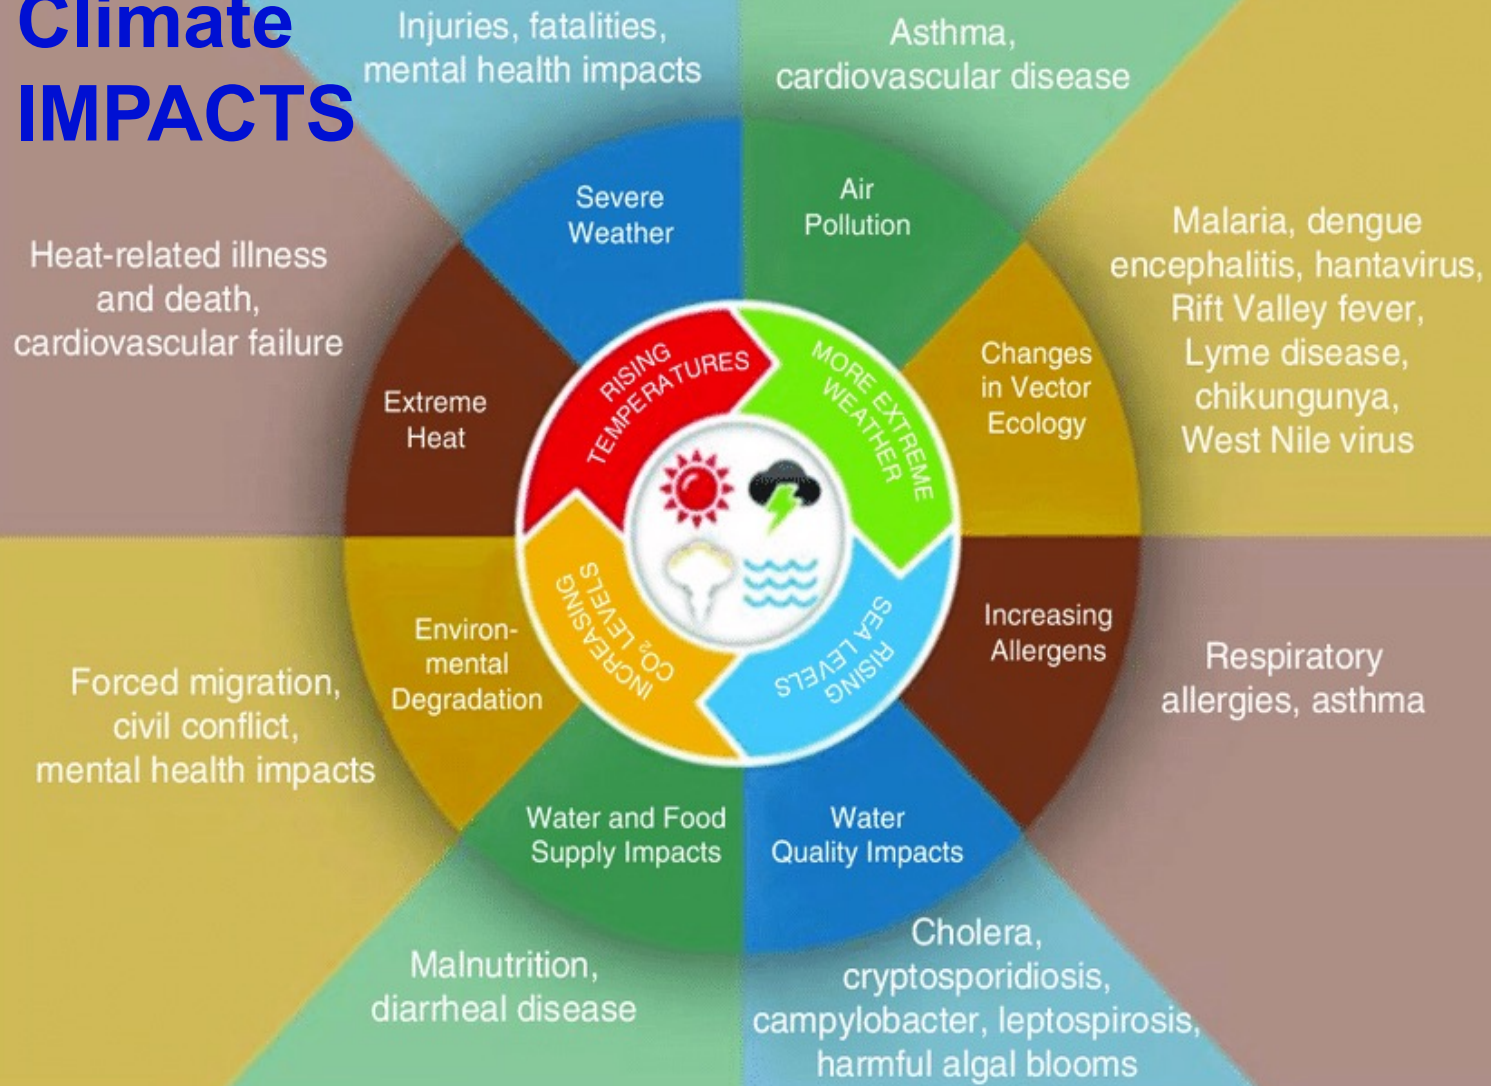 Climate
IMPACTS
Injuries, fatalities,
mental health impacts
Asthma,
cardiovascular disease
Malaria, dengue
encephalitis, hantavirus,
Rift Valley fever,
Lyme disease,
chikungunya,
West Nile virus
Respiratory
allergies, asthma
Cholera,
cryptosporidiosis,
campylobacter, leptospirosis,
harmful algal blooms
Malnutrition,
diarrheal disease
Forced migration,
civil conflict,
mental health impacts
Heat-related illness
and death,
cardiovascular failure
Severe
Weather
Air
Pollution
Changes
in Vector
Ecology
Increasing
Allergens
Water
Quality Impacts
Water and Food
Supply Impacts
Environ-
mental
Degradation
Extreme
Heat
RISING
TEMPERATURES
MORE EXTREME
WEATHER
RISING
SEA LEVELS
INCREASING
CO₂ LEVELS